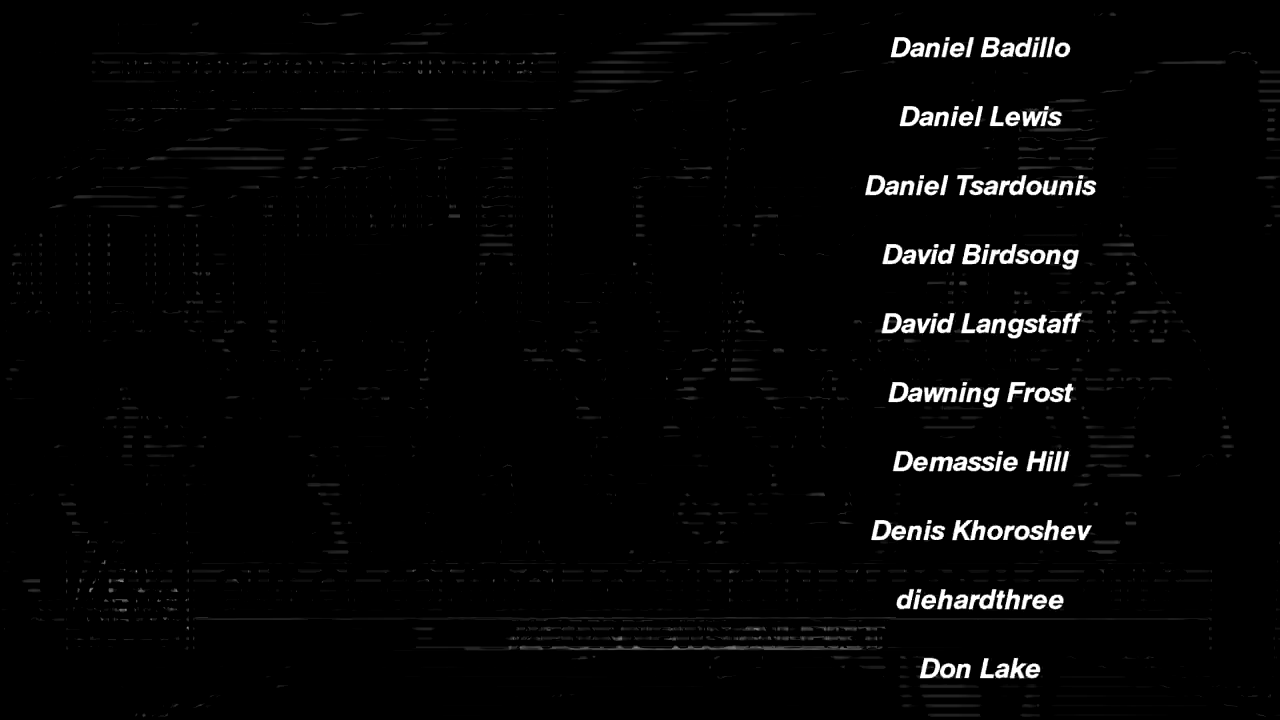 Daniel Badillo
Daniel Lewis
Daniel Tsardounis
David Birdsong
David Langstaff
Dawning Frost
Demassie Hill
Denis Khoroshev
diehardthree
Don Lake